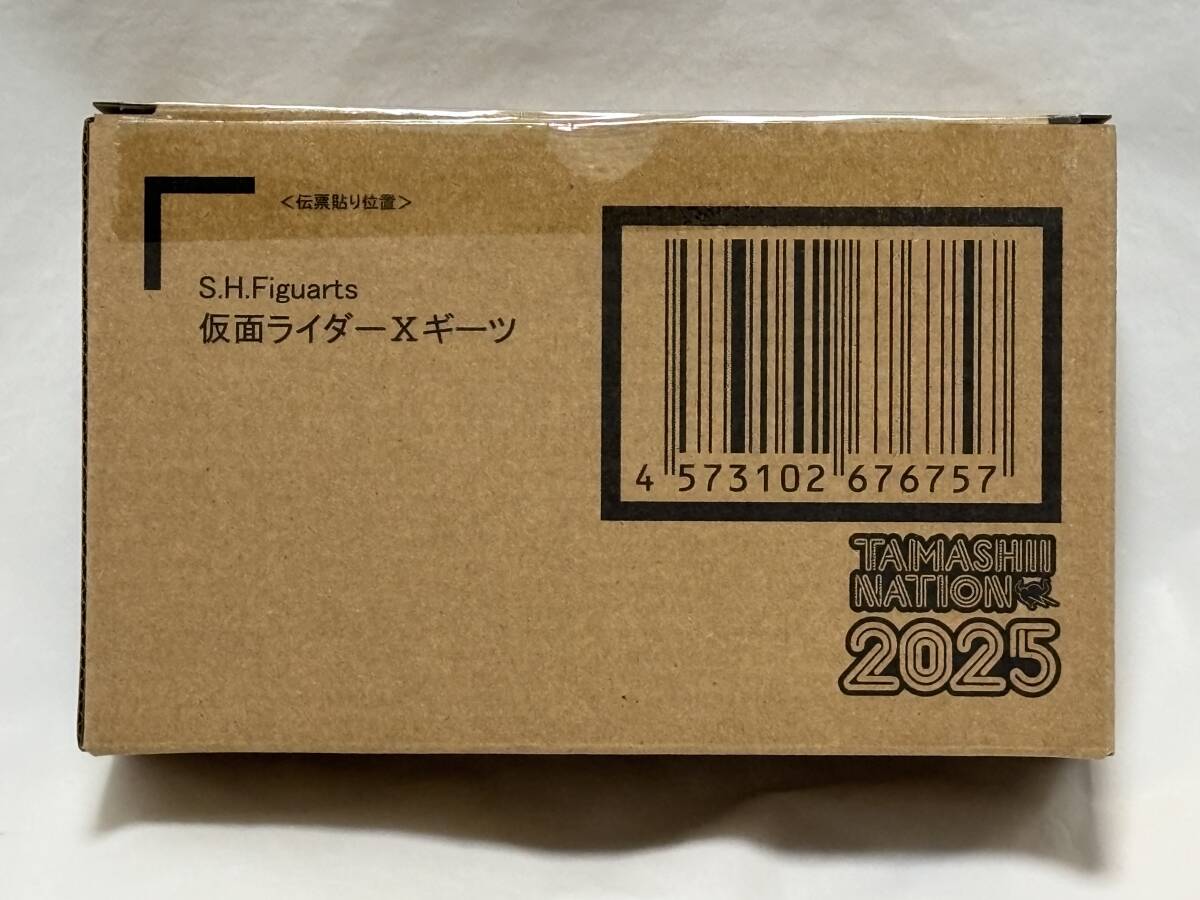 <伝票貼り位置>
S.H.Figuarts
仮面ライダーXギーツ
4 573102 676757
TAMASHII
NATION
2025